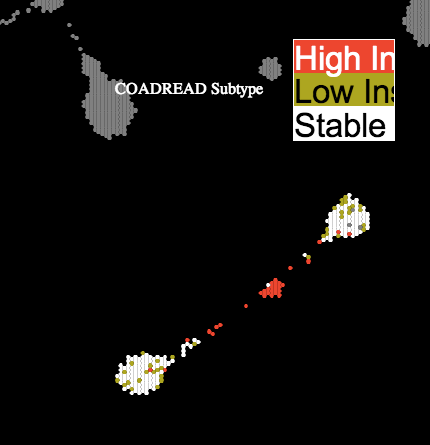 High In
Low Ins
COADREAD Subtype
Stable